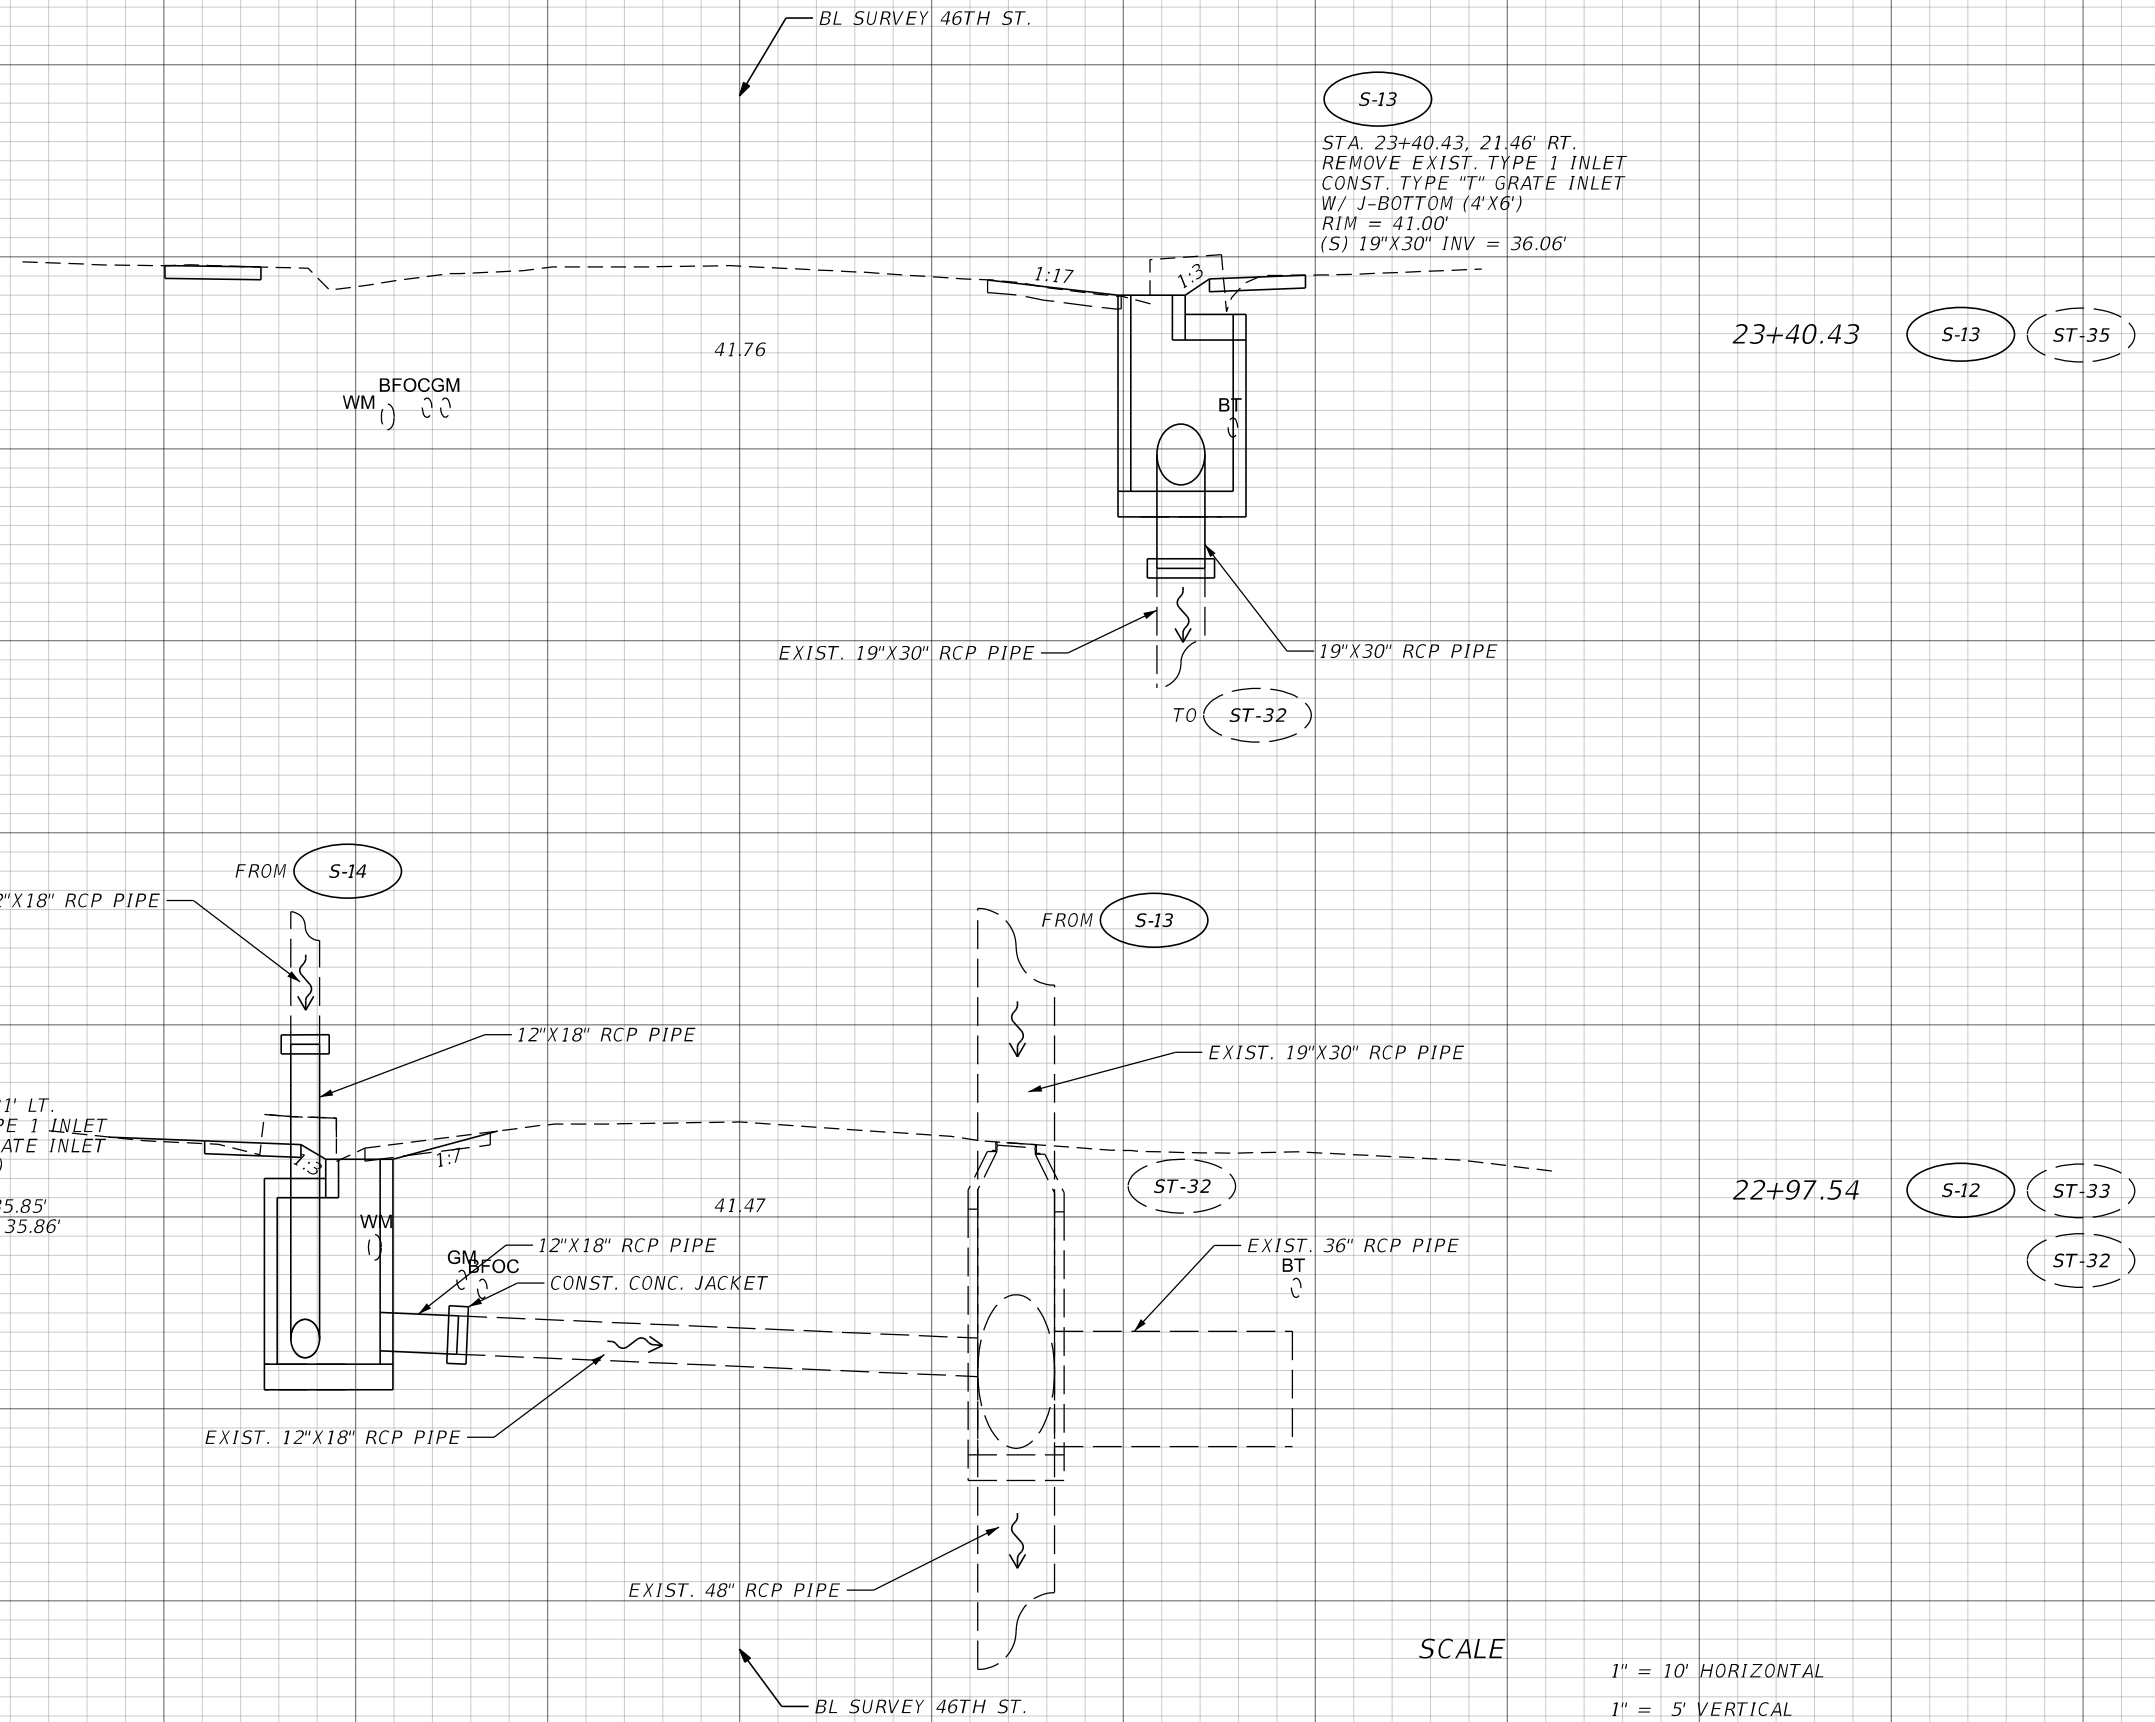 BL SURVEY 46TH ST.
S-13
STA. 23+40.43, 21.46' RT.
REMOVE EXIST. TYPE 1 INLET
CONST. TYPE "T" GRATE INLET
W/ J-BOTTOM (4'X6')
RIM = 41.00'
(S) 19"X30" INV = 36.06'
1:17
1:3
41.76
23+40.43
S-13
ST-35
BFOC
GM
WM
BT
EXIST. 19"X30" RCP PIPE
19"X30" RCP PIPE
TO
ST-32
FROM
S-14
2"X18" RCP PIPE
FROM
S-13
12"X18" RCP PIPE
EXIST. 19"X30" RCP PIPE
1' LT.
PE 1 INLET
ATE INLET
)
35.85'
35.86'
1:3
1:7
WM
41.47
ST-32
22+97.54
S-12
ST-33
ST-32
GM
BFOC
12"X18" RCP PIPE
CONST. CONC. JACKET
EXIST. 36" RCP PIPE
BT
EXIST. 12"X18" RCP PIPE
EXIST. 48" RCP PIPE
BL SURVEY 46TH ST.
SCALE
1" = 10' HORIZONTAL
1" = 5' VERTICAL